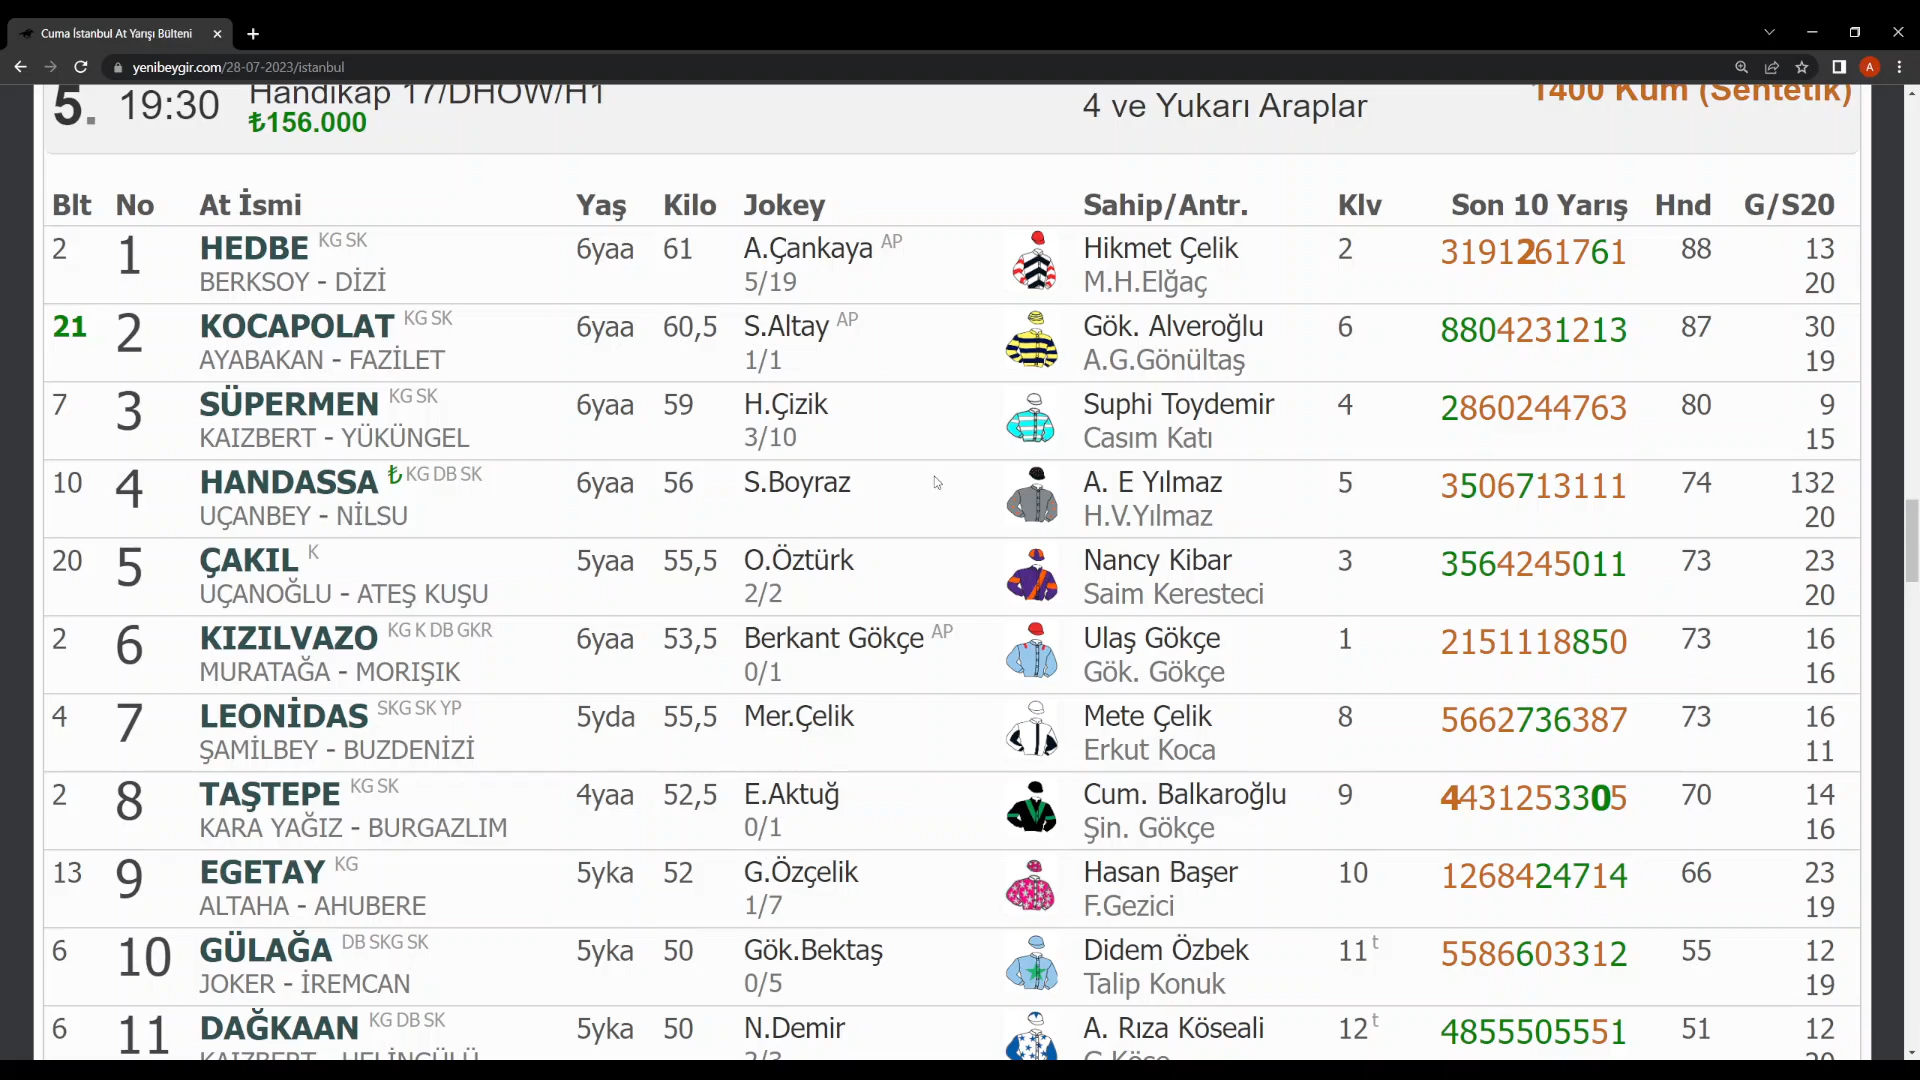 Cuma İstanbul At Yarışı Bülteni
yenibeygir.com/28-07-2023/istanbul
A
5. 19:30 Handikap 17/DHÖW/H1 4 ve Yukarı Araplar 1400 Kum (Sentetik)
₺156.000
Blt No At İsmi Yaş Kilo Jokey Sahip/Antr. Klv Son 10 Yarış Hnd G/S20
2 1 HEDBE KG SK 6yaa 61 A.Çankaya AP Hikmet Çelik 2 3191261761 88 13
BERKSOY - DİZİ 5/19 M.H.Elğaç 20
21 2 KOCAPOLAT KG SK 6yaa 60,5 S.Altay AP Gök. Alveroğlu 6 8804231213 87 30
AYABAKAN - FAZİLET 1/1 A.G.Gönültaş 19
7 3 SÜPERMEN KG SK 6yaa 59 H.Çizik Suphi Toydemir 4 2860244763 80 9
KAIZBERT - YÜKÜNGEL 3/10 Casım Katı 15
10 4 HANDASSA ₺ KG DB SK 6yaa 56 S.Boyraz A. E Yılmaz 5 3506713111 74 132
UÇANBEY - NİLSU H.V.Yılmaz 20
20 5 ÇAKIL K 5yaa 55,5 O.Öztürk Nancy Kibar 3 3564245011 73 23
UÇANOĞLU - ATEŞ KUŞU 2/2 Saim Keresteci 20
2 6 KIZILVAZO KG K DB GKR 6yaa 53,5 Berkant Gökçe AP Ulaş Gökçe 1 2151118850 73 16
MURATAĞA - MORIŞIK 0/1 Gök. Gökçe 16
4 7 LEONİDAS SKG SK YP 5yda 55,5 Mer.Çelik Mete Çelik 8 5662736387 73 16
ŞAMİLBEY - BUZDENİZİ Erkut Koca 11
2 8 TAŞTEPE KG SK 4yaa 52,5 E.Aktuğ Cum. Balkaroğlu 9 4431253305 70 14
KARA YAĞIZ - BURGAZLIM 0/1 Şin. Gökçe 16
13 9 EGETAY KG 5yka 52 G.Özçelik Hasan Başer 10 1268424714 66 23
ALTAHA - AHUBERE 1/7 F.Gezici 19
6 10 GÜLAĞA DB SKG SK 5yka 50 Gök.Bektaş Didem Özbek 11 t 5586603312 55 12
JOKER - İREMCAN 0/5 Talip Konuk 19
6 11 DAĞKAAN KG DB SK 5yka 50 N.Demir A. Rıza Köseali 12 t 4855505551 51 12
KAIZBERT - 2/3 20